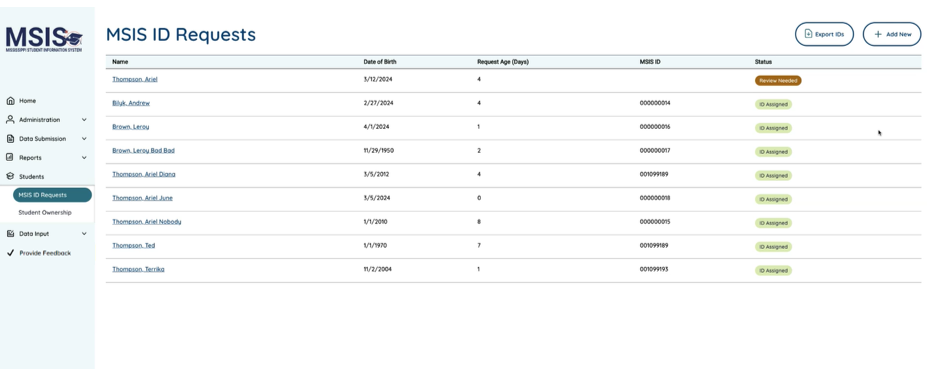 MSIS
MISSISSIPPI STUDENT INFORMATION SYSTEM
Home
Administration
Data Submission
Reports
Students
MSIS ID Requests
Student Ownership
Data Input
Provide Feedback
MSIS ID Requests
Export IDs
+ Add New
Name Date of Birth Request Age (Days) MSIS ID Status
Thompson, Ariel 3/12/2024 4 Review Needed
Bilyk, Andrew 2/27/2024 4 000000014 ID Assigned
Brown, Leroy 4/1/2024 1 000000016 ID Assigned
Brown, Leroy Bad Bad 11/29/1950 2 000000017 ID Assigned
Thompson, Ariel Diana 3/5/2012 4 001099189 ID Assigned
Thompson, Ariel June 3/5/2024 0 000000018 ID Assigned
Thompson, Ariel Nobody 1/1/2010 8 000000015 ID Assigned
Thompson, Ted 1/1/1970 7 001099189 ID Assigned
Thompson, Terrika 11/2/2004 1 001099193 ID Assigned